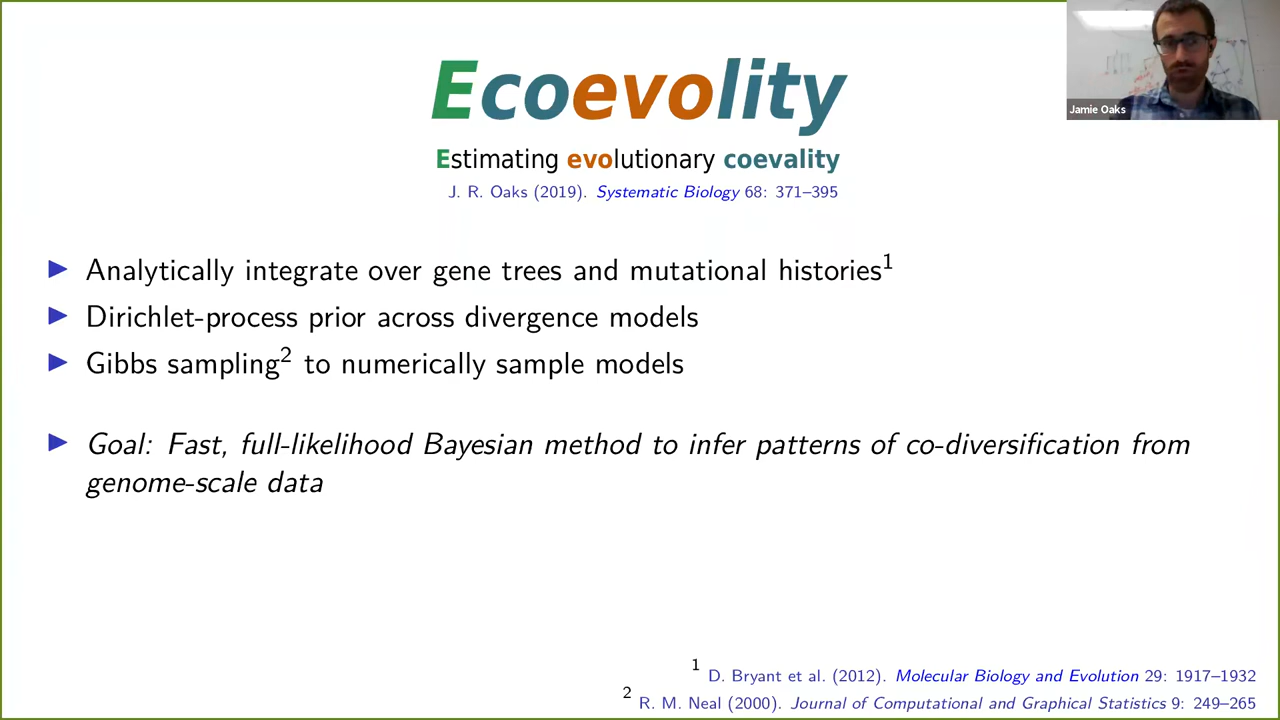 Ecoevolity
Jamie Oaks
Estimating evolutionary coevality
J. R. Oaks (2019). Systematic Biology 68: 371–395
▶ Analytically integrate over gene trees and mutational histories¹
▶ Dirichlet-process prior across divergence models
▶ Gibbs sampling² to numerically sample models
▶ Goal: Fast, full-likelihood Bayesian method to infer patterns of co-diversification from
genome-scale data
¹ D. Bryant et al. (2012). Molecular Biology and Evolution 29: 1917–1932
² R. M. Neal (2000). Journal of Computational and Graphical Statistics 9: 249–265